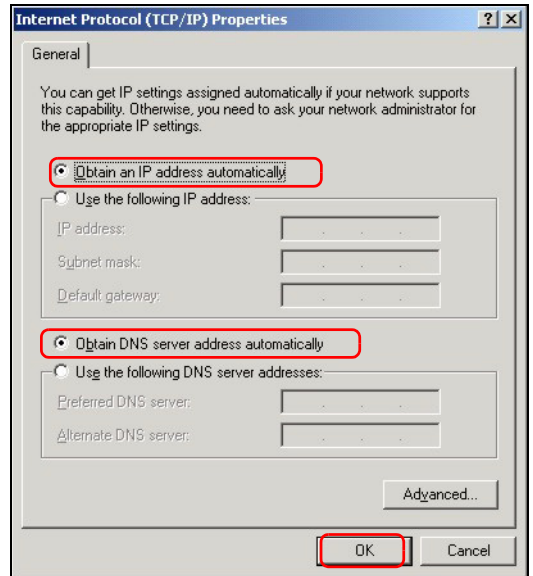 Internet Protocol (TCP/IP) Properties
General
You can get IP settings assigned automatically if your network supports
this capability. Otherwise, you need to ask your network administrator for
the appropriate IP settings.
Obtain an IP address automatically
Use the following IP address:
IP address:
Subnet mask:
Default gateway:
Obtain DNS server address automatically
Use the following DNS server addresses:
Preferred DNS server:
Alternate DNS server:
Advanced...
OK
Cancel